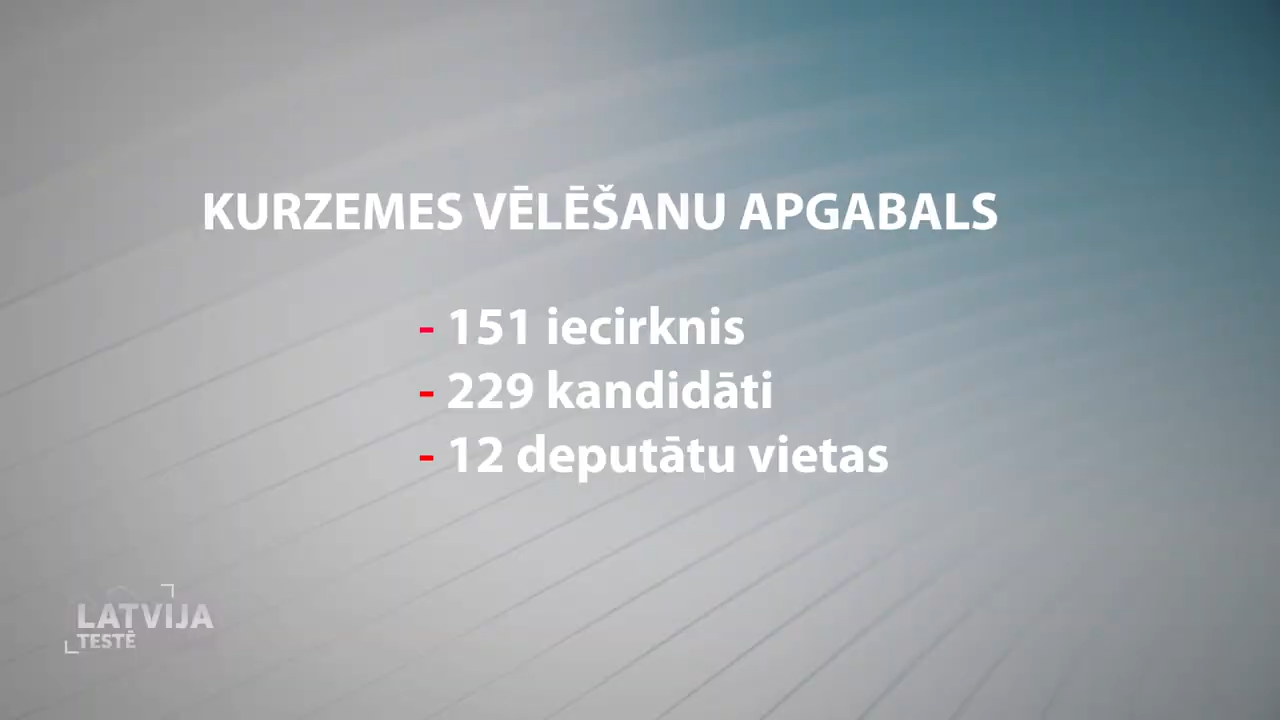 KURZEMES VĒLĒŠANU APGABALS
- 151 iecirknis
- 229 kandidāti
- 12 deputātu vietas
LATVIJA
TESTĒ